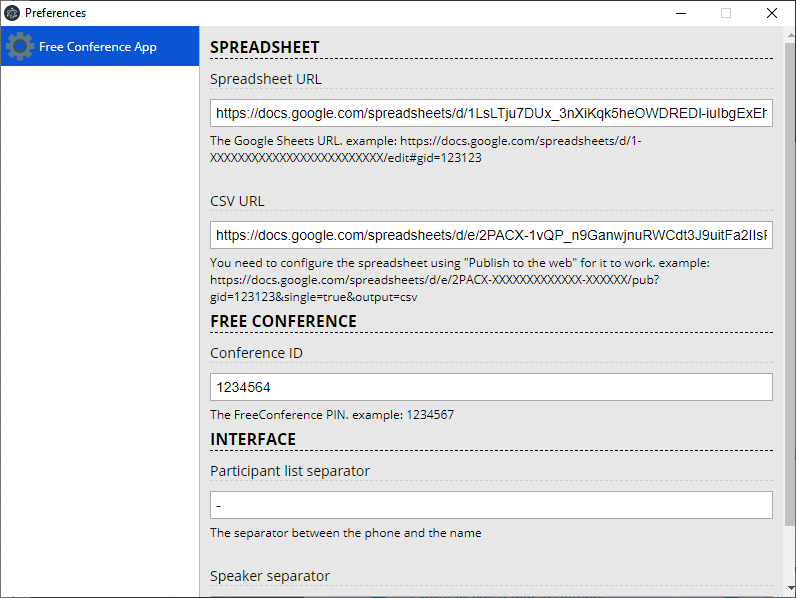 Preferences
Free Conference App
SPREADSHEET
Spreadsheet URL
https://docs.google.com/spreadsheets/d/1LsLTju7DUx_3nXiKqk5heOWDREDI-iuIbgExEh
The Google Sheets URL. example: https://docs.google.com/spreadsheets/d/1-
XXXXXXXXXXXXXXXXXXXXXXXXX/edit#gid=123123
CSV URL
https://docs.google.com/spreadsheets/d/e/2PACX-1vQP_n9GanwjnuRWCdt3J9uitFa2IIsF
You need to configure the spreadsheet using "Publish to the web" for it to work. example:
https://docs.google.com/spreadsheets/d/e/2PACX-XXXXXXXXXXXXX-XXXXXX/pub?
gid=123123&single=true&output=csv
FREE CONFERENCE
Conference ID
1234564
The FreeConference PIN. example: 1234567
INTERFACE
Participant list separator
-
The separator between the phone and the name
Speaker separator